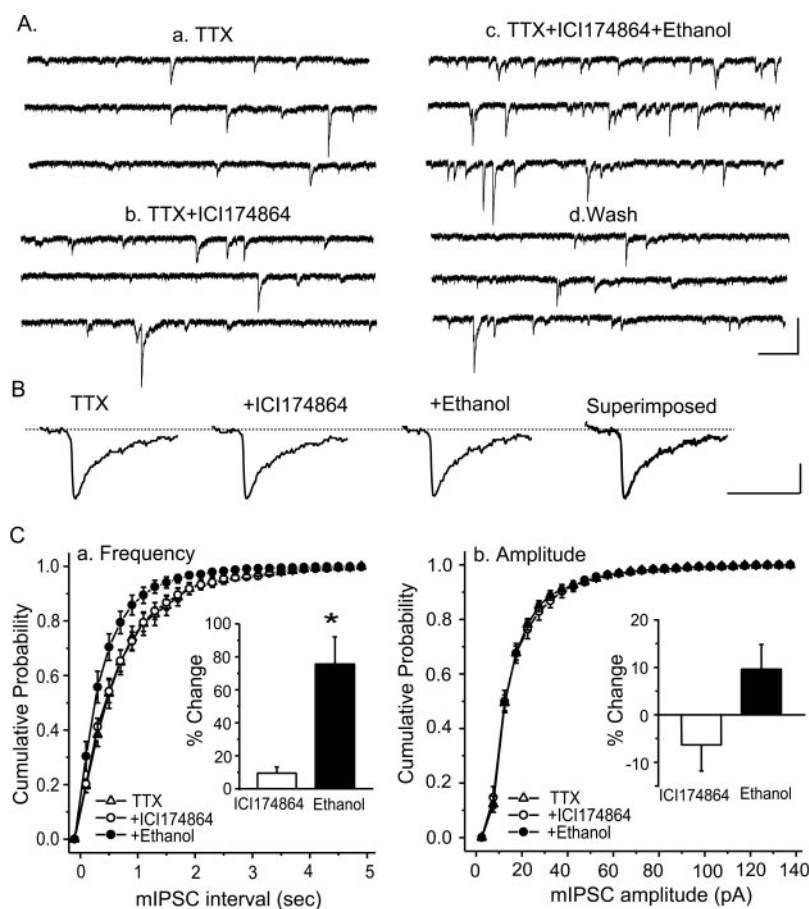 A.
a. TTX
c. TTX+ICI174864+Ethanol
b. TTX+ICI174864
d.Wash
B
TTX
+ICI174864
+Ethanol
Superimposed
C
a. Frequency
Cumulative Probability
1.0
0.8
0.6
0.4
0.2
0.0
% Change
100
80
60
40
20
0
*
ICI174864
Ethanol
TTX
+ICI174864
+Ethanol
0 1 2 3 4 5
mIPSC interval (sec)
b. Amplitude
Cumulative Probability
1.0
0.8
0.6
0.4
0.2
0.0
% Change
20
10
0
-10
ICI174864
Ethanol
TTX
+ICI174864
+Ethanol
0 20 40 60 80 100 120 140
mIPSC amplitude (pA)